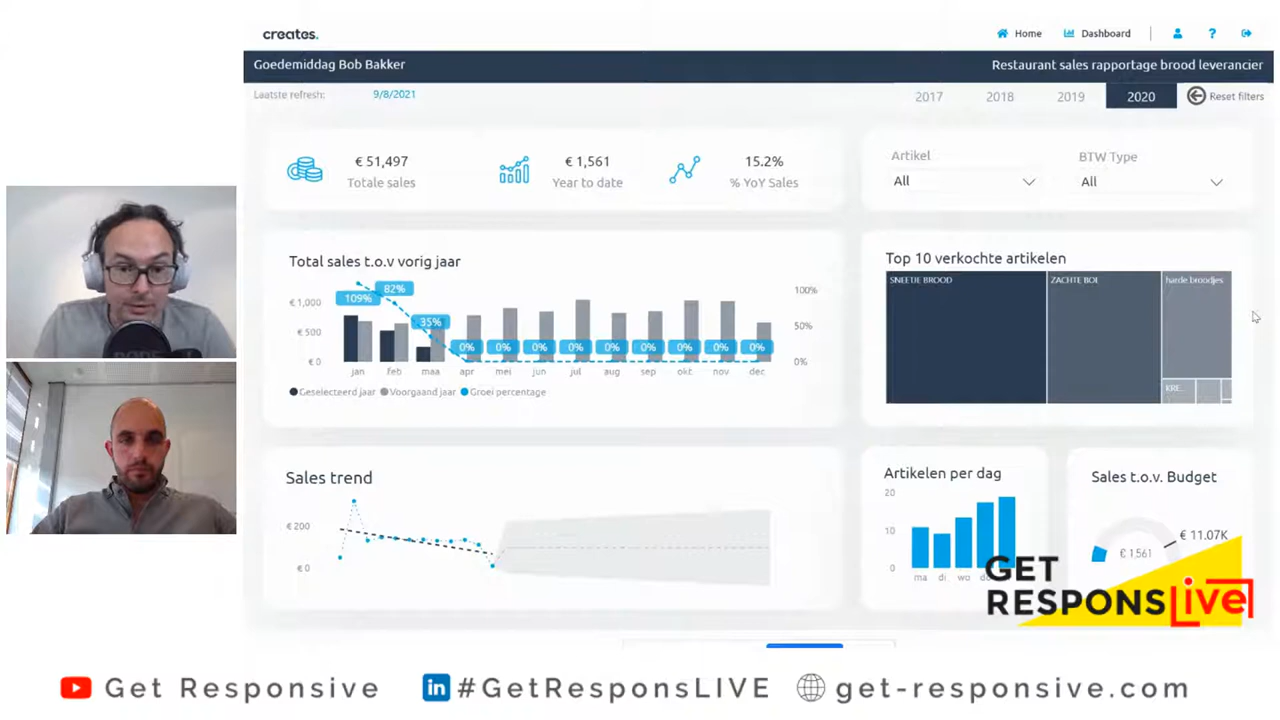 creates.
Home
Dashboard
?
Goedemiddag Bob Bakker
Restaurant sales rapportage brood leverancier
Laatste refresh:
9/8/2021
2017
2018
2019
2020
Reset filters
€ 51,497
Totale sales
€ 1,561
Year to date
15.2%
% YoY Sales
Artikel
All
BTW Type
All
Total sales t.o.v vorig jaar
€ 1,000
€ 500
€ 0
109%
82%
35%
0%
0%
0%
0%
0%
0%
0%
0%
0%
100%
50%
0%
jan
feb
maa
apr
mei
jun
jul
aug
sep
okt
nov
dec
Geselecteerd jaar
Voorgaand jaar
Groei percentage
Top 10 verkochte artikelen
SNEETJE BROOD
ZACHTE BOL
harde broodjes
KRE...
Sales trend
€ 200
€ 0
Artikelen per dag
20
10
0
ma
di
wo
Sales t.o.v. Budget
€ 11.07K
€ 1.561
GET
RESPONSLive
Get Responsive
#GetResponsLIVE
get-responsive.com